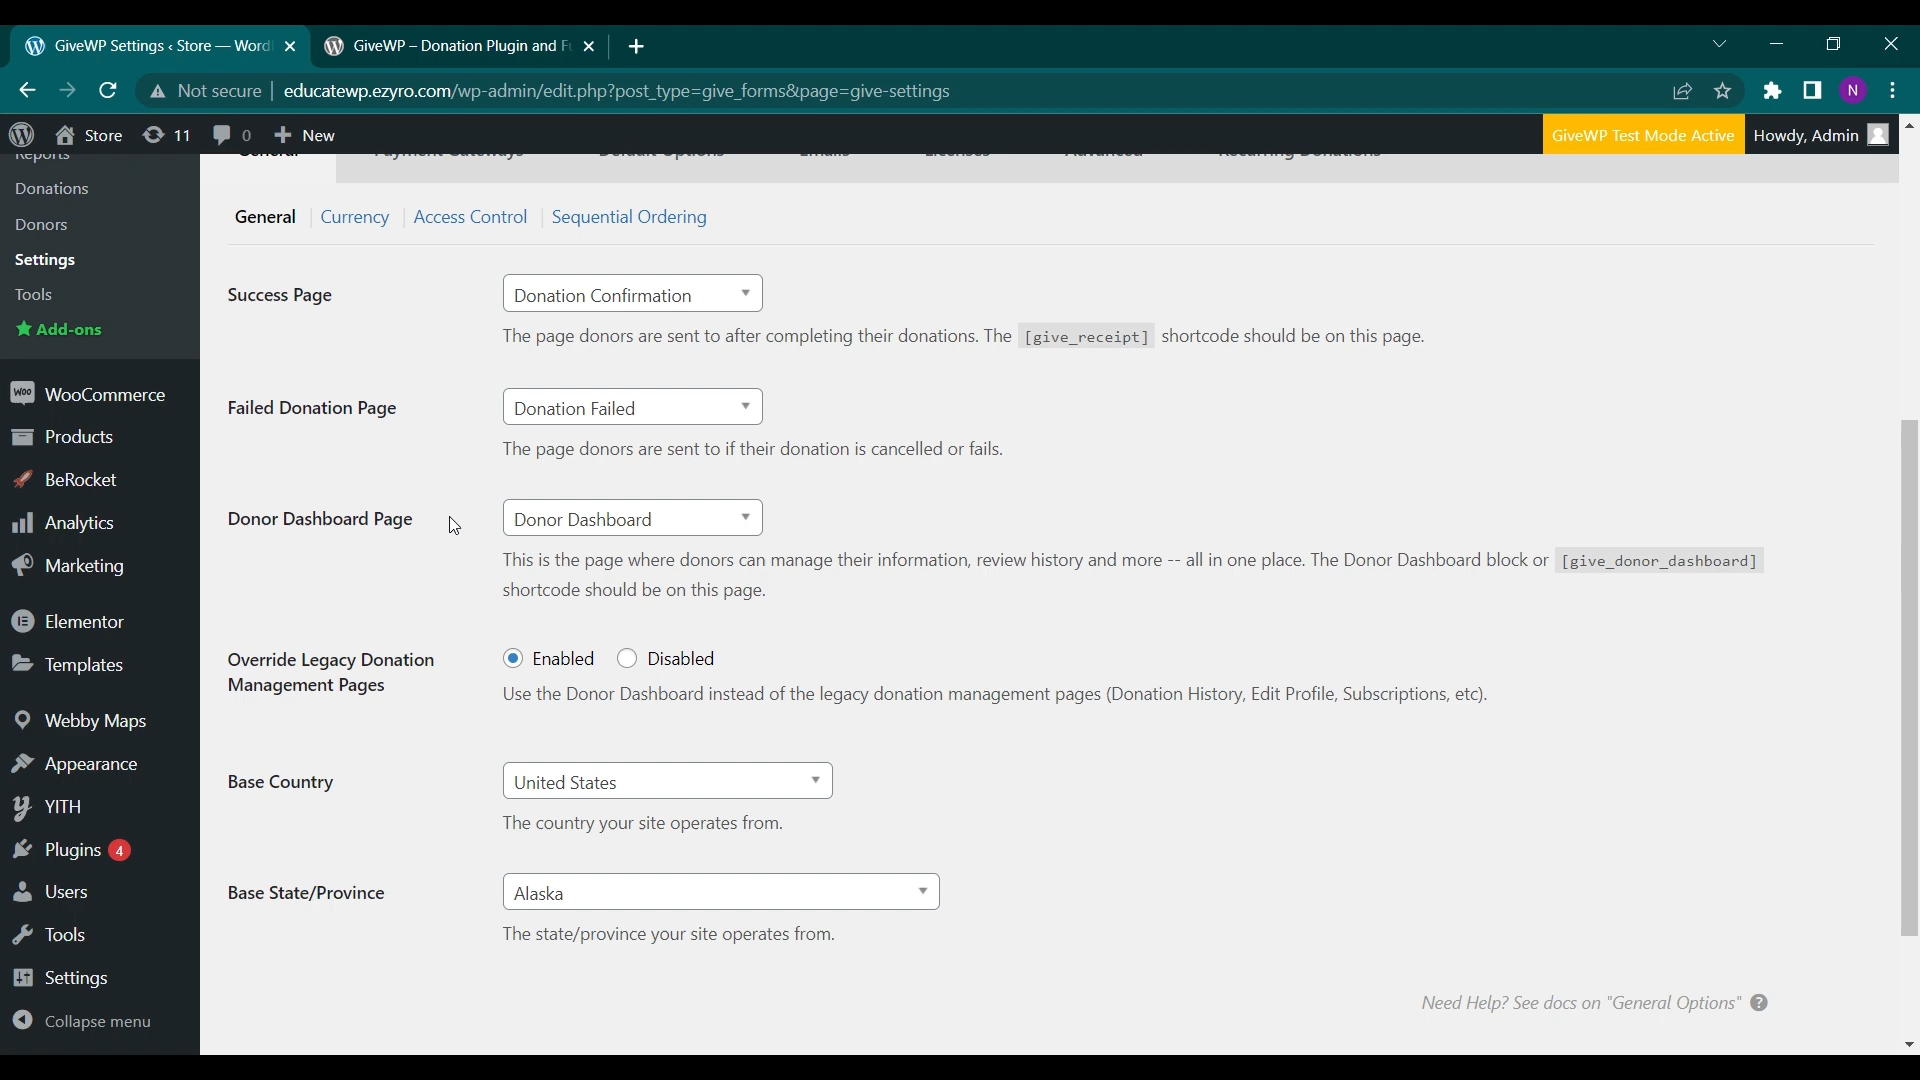 GiveWP Settings ‹ Store — Word
GiveWP – Donation Plugin and F
Not secure
educatewp.ezyro.com/wp-admin/edit.php?post_type=give_forms&page=give-settings
N
Store
11
0
New
GiveWP Test Mode Active
Howdy, Admin
Reports
Donations
Donors
Settings
Tools
Add-ons
WooCommerce
Products
BeRocket
Analytics
Marketing
Elementor
Templates
Webby Maps
Appearance
YITH
Plugins 4
Users
Tools
Settings
Collapse menu
General Payment Gateways Default Options Emails Licenses Advanced Recurring Donations
General Currency Access Control Sequential Ordering
Success Page
Donation Confirmation
The page donors are sent to after completing their donations. The [give_receipt] shortcode should be on this page.
Failed Donation Page
Donation Failed
The page donors are sent to if their donation is cancelled or fails.
Donor Dashboard Page
Donor Dashboard
This is the page where donors can manage their information, review history and more -- all in one place. The Donor Dashboard block or [give_donor_dashboard]
shortcode should be on this page.
Override Legacy Donation
Management Pages
Enabled Disabled
Use the Donor Dashboard instead of the legacy donation management pages (Donation History, Edit Profile, Subscriptions, etc).
Base Country
United States
The country your site operates from.
Base State/Province
Alaska
The state/province your site operates from.
Need Help? See docs on "General Options" ?